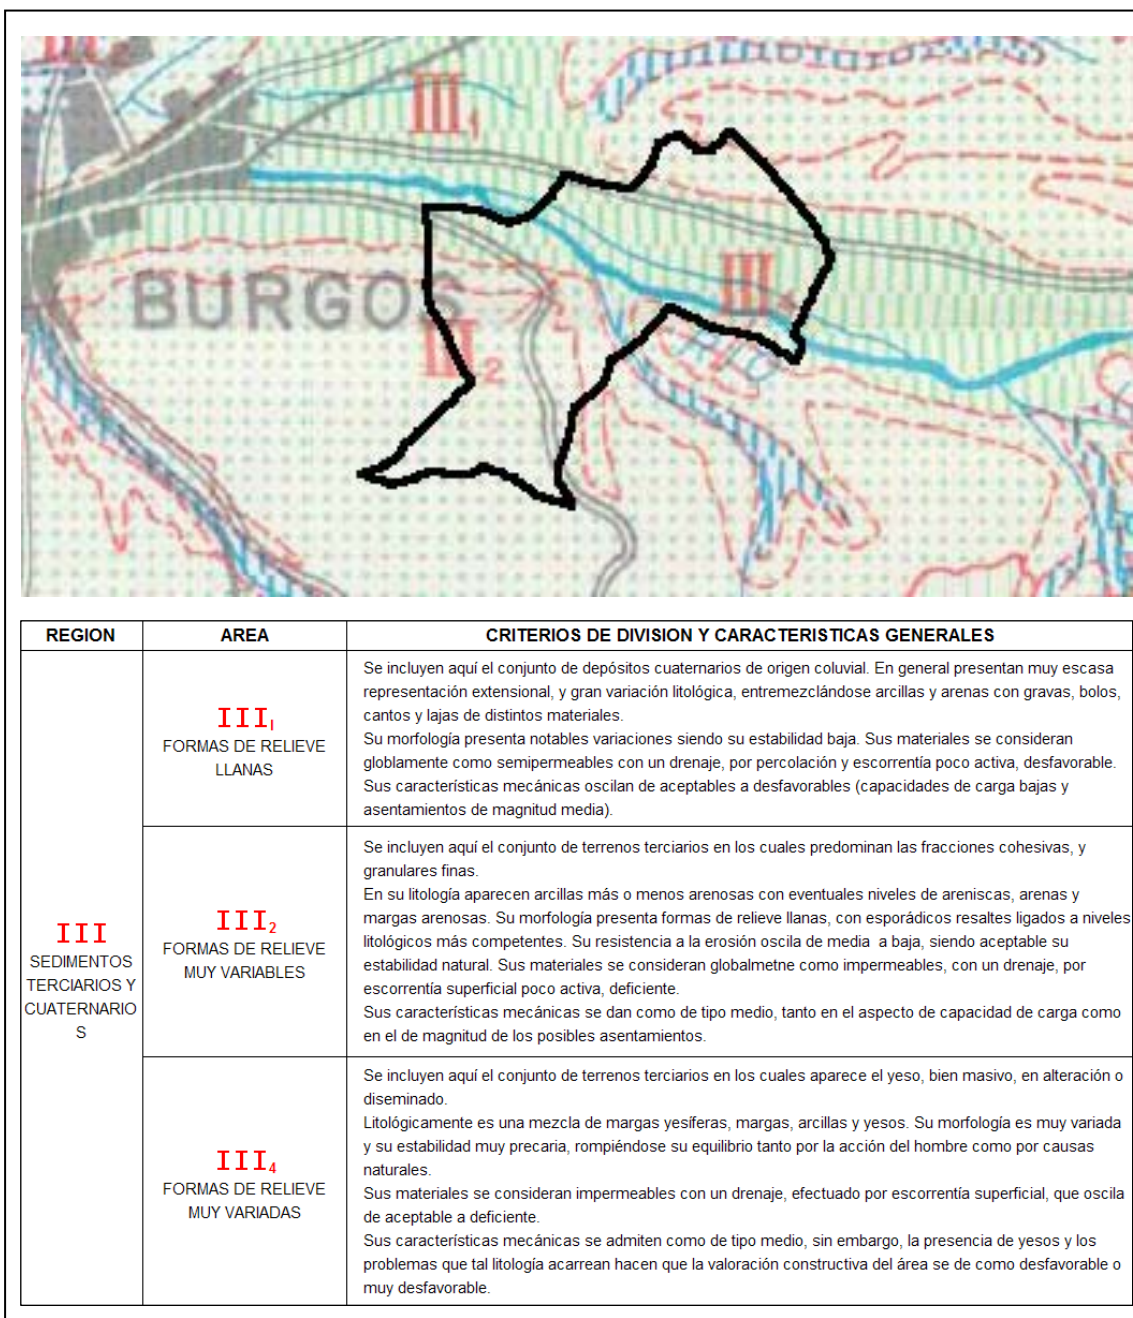 III
III₁
BURGOS
III
III₂
REGION
AREA
CRITERIOS DE DIVISION Y CARACTERISTICAS GENERALES
III
SEDIMENTOS
TERCIARIOS Y
CUATERNARIO
S
III₁
FORMAS DE RELIEVE
LLANAS
Se incluyen aquí el conjunto de depósitos cuaternarios de origen coluvial. En general presentan muy escasa
representación extensional, y gran variación litológica, entremezclándose arcillas y arenas con gravas, bolos,
cantos y lajas de distintos materiales.
Su morfología presenta notables variaciones siendo su estabilidad baja. Sus materiales se consideran
globlamente como semipermeables con un drenaje, por percolación y escorrentía poco activa, desfavorable.
Sus características mecánicas oscilan de aceptables a desfavorables (capacidades de carga bajas y
asentamientos de magnitud media).
III₂
FORMAS DE RELIEVE
MUY VARIABLES
Se incluyen aquí el conjunto de terrenos terciarios en los cuales predominan las fracciones cohesivas, y
granulares finas.
En su litología aparecen arcillas más o menos arenosas con eventuales niveles de areniscas, arenas y
margas arenosas. Su morfología presenta formas de relieve llanas, con esporádicos resaltes ligados a niveles
litológicos más competentes. Su resistencia a la erosión oscila de media a baja, siendo aceptable su
estabilidad natural. Sus materiales se consideran globalmetne como impermeables, con un drenaje, por
escorrentía superficial poco activa, deficiente.
Sus características mecánicas se dan como de tipo medio, tanto en el aspecto de capacidad de carga como
en el de magnitud de los posibles asentamientos.
III₄
FORMAS DE RELIEVE
MUY VARIADAS
Se incluyen aquí el conjunto de terrenos terciarios en los cuales aparece el yeso, bien masivo, en alteración o
diseminado.
Litológicamente es una mezcla de margas yesíferas, margas, arcillas y yesos. Su morfología es muy variada
y su estabilidad muy precaria, rompiéndose su equilibrio tanto por la acción del hombre como por causas
naturales.
Sus materiales se consideran impermeables con un drenaje, efectuado por escorrentía superficial, que oscila
de aceptable a deficiente.
Sus características mecánicas se admiten como de tipo medio, sin embargo, la presencia de yesos y los
problemas que tal litología acarrean hacen que la valoración constructiva del área se de como desfavorable o
muy desfavorable.